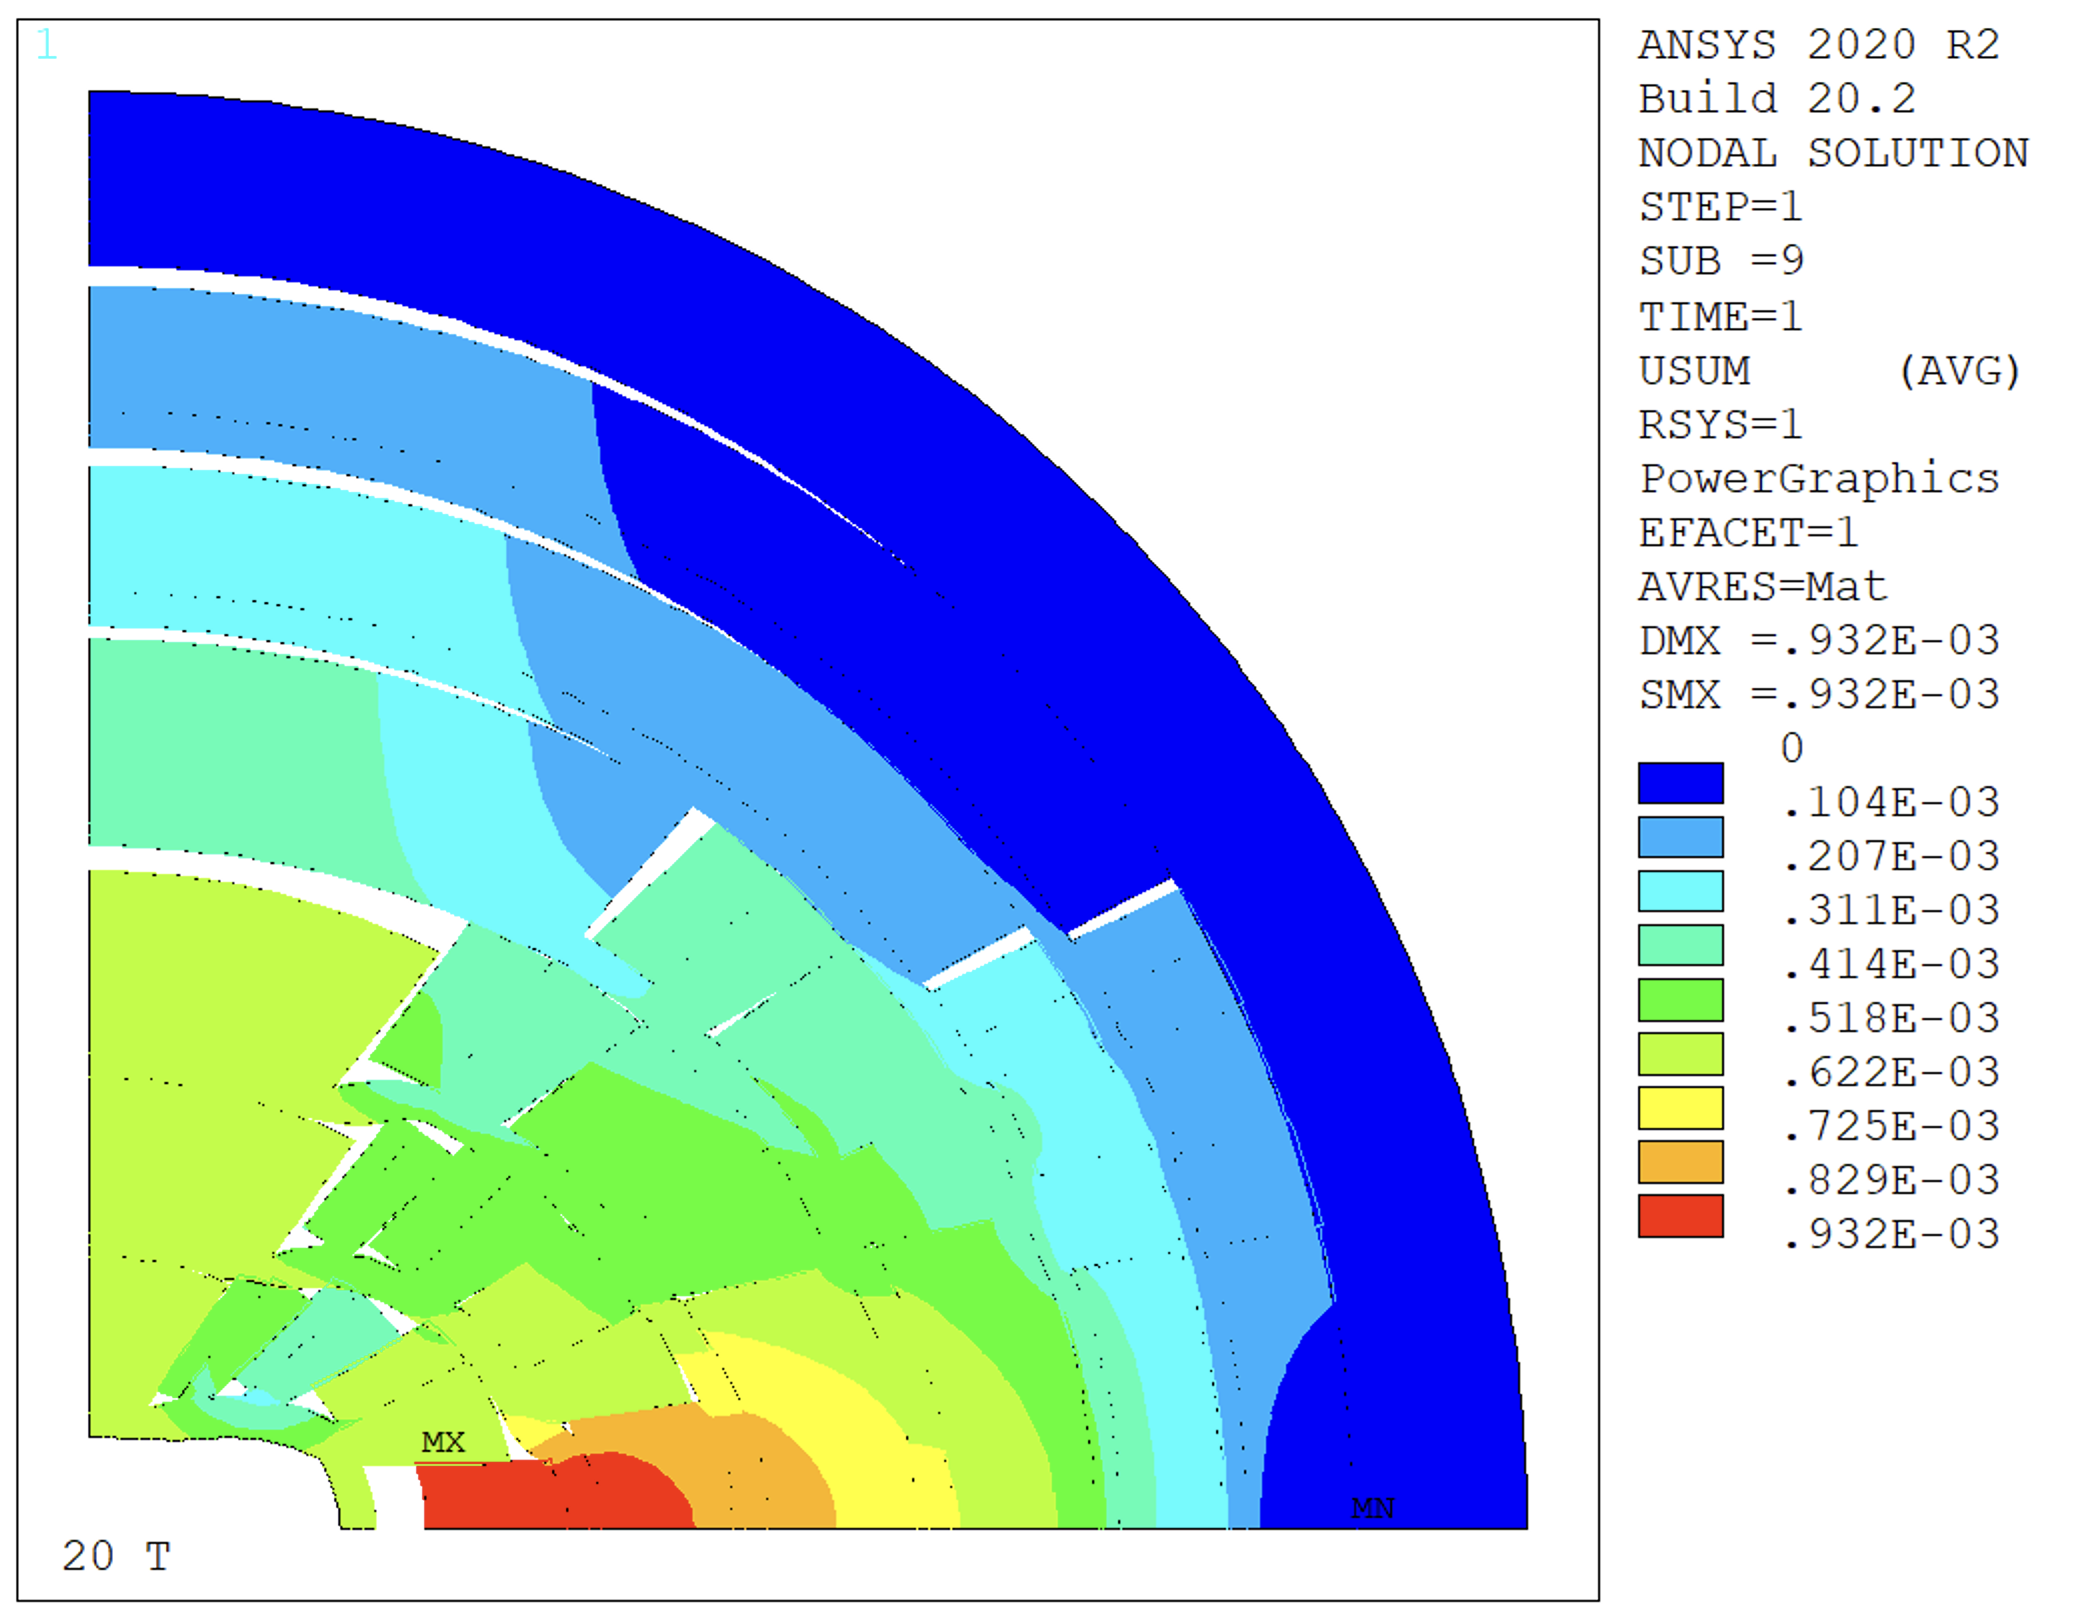 1
ANSYS 2020 R2
Build 20.2
NODAL SOLUTION
STEP=1
SUB =9
TIME=1
USUM (AVG)
RSYS=1
PowerGraphics
EFACET=1
AVRES=Mat
DMX =.932E-03
SMX =.932E-03
0
.104E-03
.207E-03
.311E-03
.414E-03
.518E-03
.622E-03
.725E-03
.829E-03
.932E-03
MX
MN
20 T